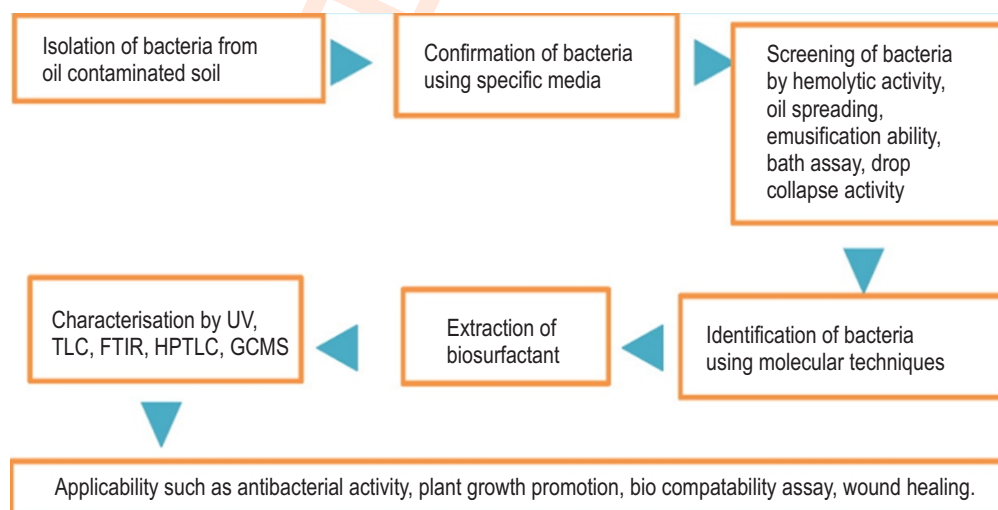 Isolation of bacteria from
oil contaminated soil
Confirmation of bacteria
using specific media
Screening of bacteria
by hemolytic activity,
oil spreading,
emusification ability,
bath assay, drop
collapse activity
Identification of bacteria
using molecular techniques
Extraction of
biosurfactant
Characterisation by UV,
TLC, FTIR, HPTLC, GCMS
Applicability such as antibacterial activity, plant growth promotion, bio compatability assay, wound healing.